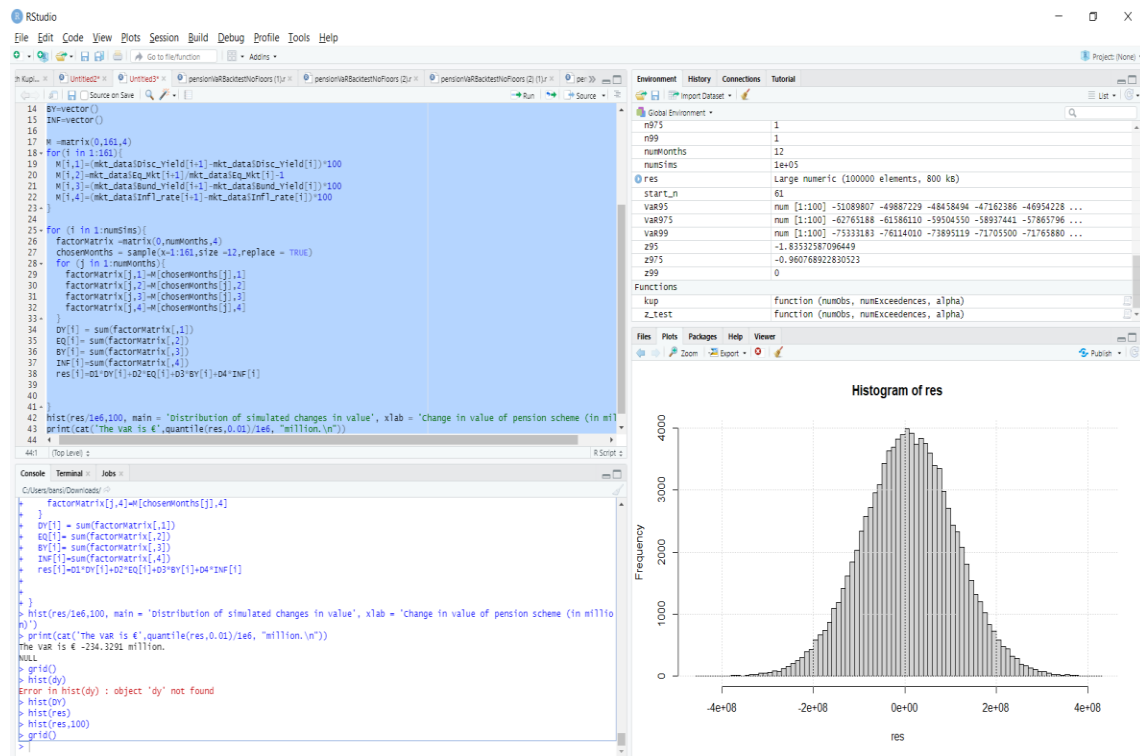 RStudio
File Edit Code View Plots Session Build Debug Profile Tools Help
Go to file/function Addins
Project: (None)
Kupi... Untitled2* Untitled3* pensionVaRBacktestNoFloors (1).r pensionVaRBacktestNoFloors (2).r pensionVaRBacktestNoFloors (2) (1).r per
Source on Save Run Source
14 BY=vector()
15 INF=vector()
16
17 M =matrix(0,161,4)
18 for(i in 1:161){
19 M[i,1]=(mkt_data$Disc_Yield[i+1]-mkt_data$Disc_Yield[i])*100
20 M[i,2]=mkt_data$Eq_Mkt[i+1]/mkt_data$Eq_Mkt[i]-1
21 M[i,3]=(mkt_data$Bund_Yield[i+1]-mkt_data$Bund_Yield[i])*100
22 M[i,4]=(mkt_data$Infl_rate[i+1]-mkt_data$Infl_rate[i])*100
23 }
24
25 for (i in 1:numSims){
26 factorMatrix =matrix(0,numMonths,4)
27 chosenMonths = sample(x=1:161,size =12,replace = TRUE)
28 for (j in 1:numMonths){
29 factorMatrix[j,1]=M[chosenMonths[j],1]
30 factorMatrix[j,2]=M[chosenMonths[j],2]
31 factorMatrix[j,3]=M[chosenMonths[j],3]
32 factorMatrix[j,4]=M[chosenMonths[j],4]
33 }
34 DY[i] = sum(factorMatrix[,1])
35 EQ[i]= sum(factorMatrix[,2])
36 BY[i]= sum(factorMatrix[,3])
37 INF[i]=sum(factorMatrix[,4])
38 res[i]=D1*DY[i]+D2*EQ[i]+D3*BY[i]+D4*INF[i]
39
40
41 }
42 hist(res/1e6,100, main = 'Distribution of simulated changes in value', xlab = 'Change in value of pension scheme (in mil
43 print(cat('The VaR is €',quantile(res,0.01)/1e6, "million.\n"))
44
44:1 (Top Level) R Script
Console Terminal Jobs
C:/Users/bansi/Downloads/
+ factorMatrix[j,4]=M[chosenMonths[j],4]
+ }
+ DY[i] = sum(factorMatrix[,1])
+ EQ[i]= sum(factorMatrix[,2])
+ BY[i]= sum(factorMatrix[,3])
+ INF[i]=sum(factorMatrix[,4])
+ res[i]=D1*DY[i]+D2*EQ[i]+D3*BY[i]+D4*INF[i]
+
+
+ }
> hist(res/1e6,100, main = 'Distribution of simulated changes in value', xlab = 'Change in value of pension scheme (in millio
n)')
> print(cat('The VaR is €',quantile(res,0.01)/1e6, "million.\n"))
The VaR is € -234.3291 million.
NULL
> grid()
> hist(dy)
Error in hist(dy) : object 'dy' not found
> hist(DY)
> hist(res)
> hist(res,100)
> grid()
>
Environment History Connections Tutorial
Import Dataset List
Global Environment
n975 1
n99 1
numMonths 12
numSims 1e+05
res Large numeric (100000 elements, 800 kB)
start_n 61
VaR95 num [1:100] -51089807 -49887229 -48458494 -47162386 -46954228 ...
VaR975 num [1:100] -62765188 -61586110 -59504550 -58937441 -57865796 ...
VaR99 num [1:100] -75333183 -76114010 -73895119 -71705500 -71765880 ...
z95 -1.83532587096449
z975 -0.960768922830523
z99 0
Functions
kup function (numObs, numExceedences, alpha)
z_test function (numObs, numExceedences, alpha)
Files Plots Packages Help Viewer
Zoom Export Publish
Histogram of res
Frequency
4000
3000
2000
1000
0
-4e+08 -2e+08 0e+00 2e+08 4e+08
res